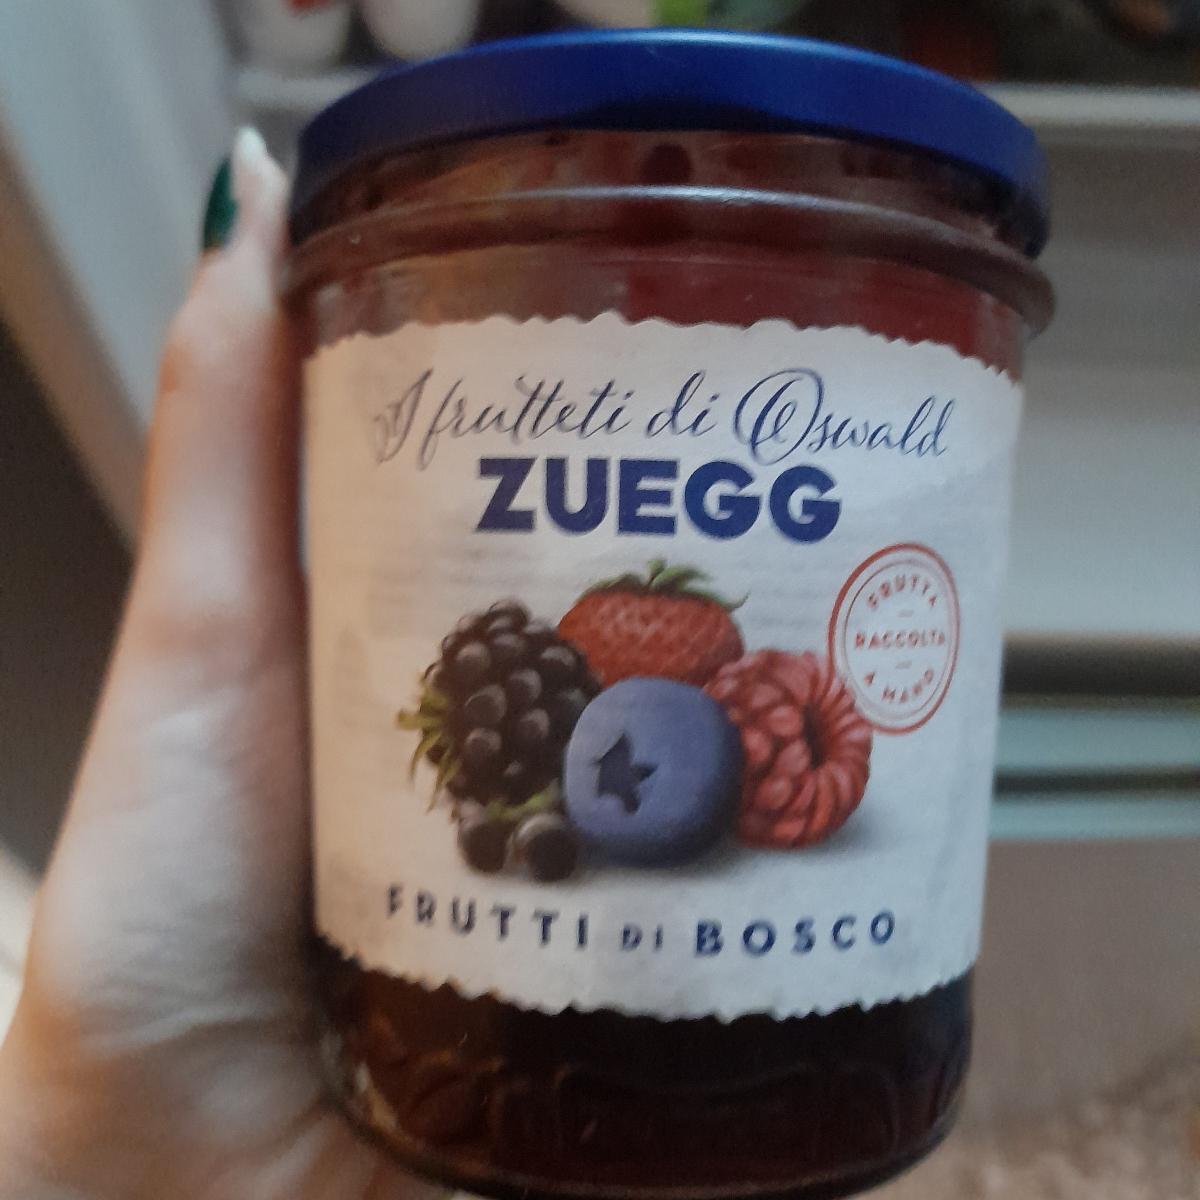 I frutteti di Oswald
ZUEGG
FRUTTA
RACCOLTA
A MANO
FRUTTI DI BOSCO